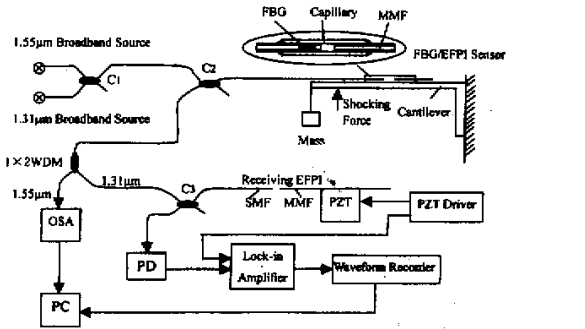 FBG
Capillary
MMF
1.55μm Broadband Source
FBG/EFPI Sensor
C1
C2
Shocking
Force
Cantilever
1.31μm Broadband Source
Mass
1×2WDM
1.31μm
Receiving EFPI
1.55μm
C3
SMF
MMF
PZT
PZT Driver
OSA
PD
Lock-in
Amplifier
Waveform Recorder
PC